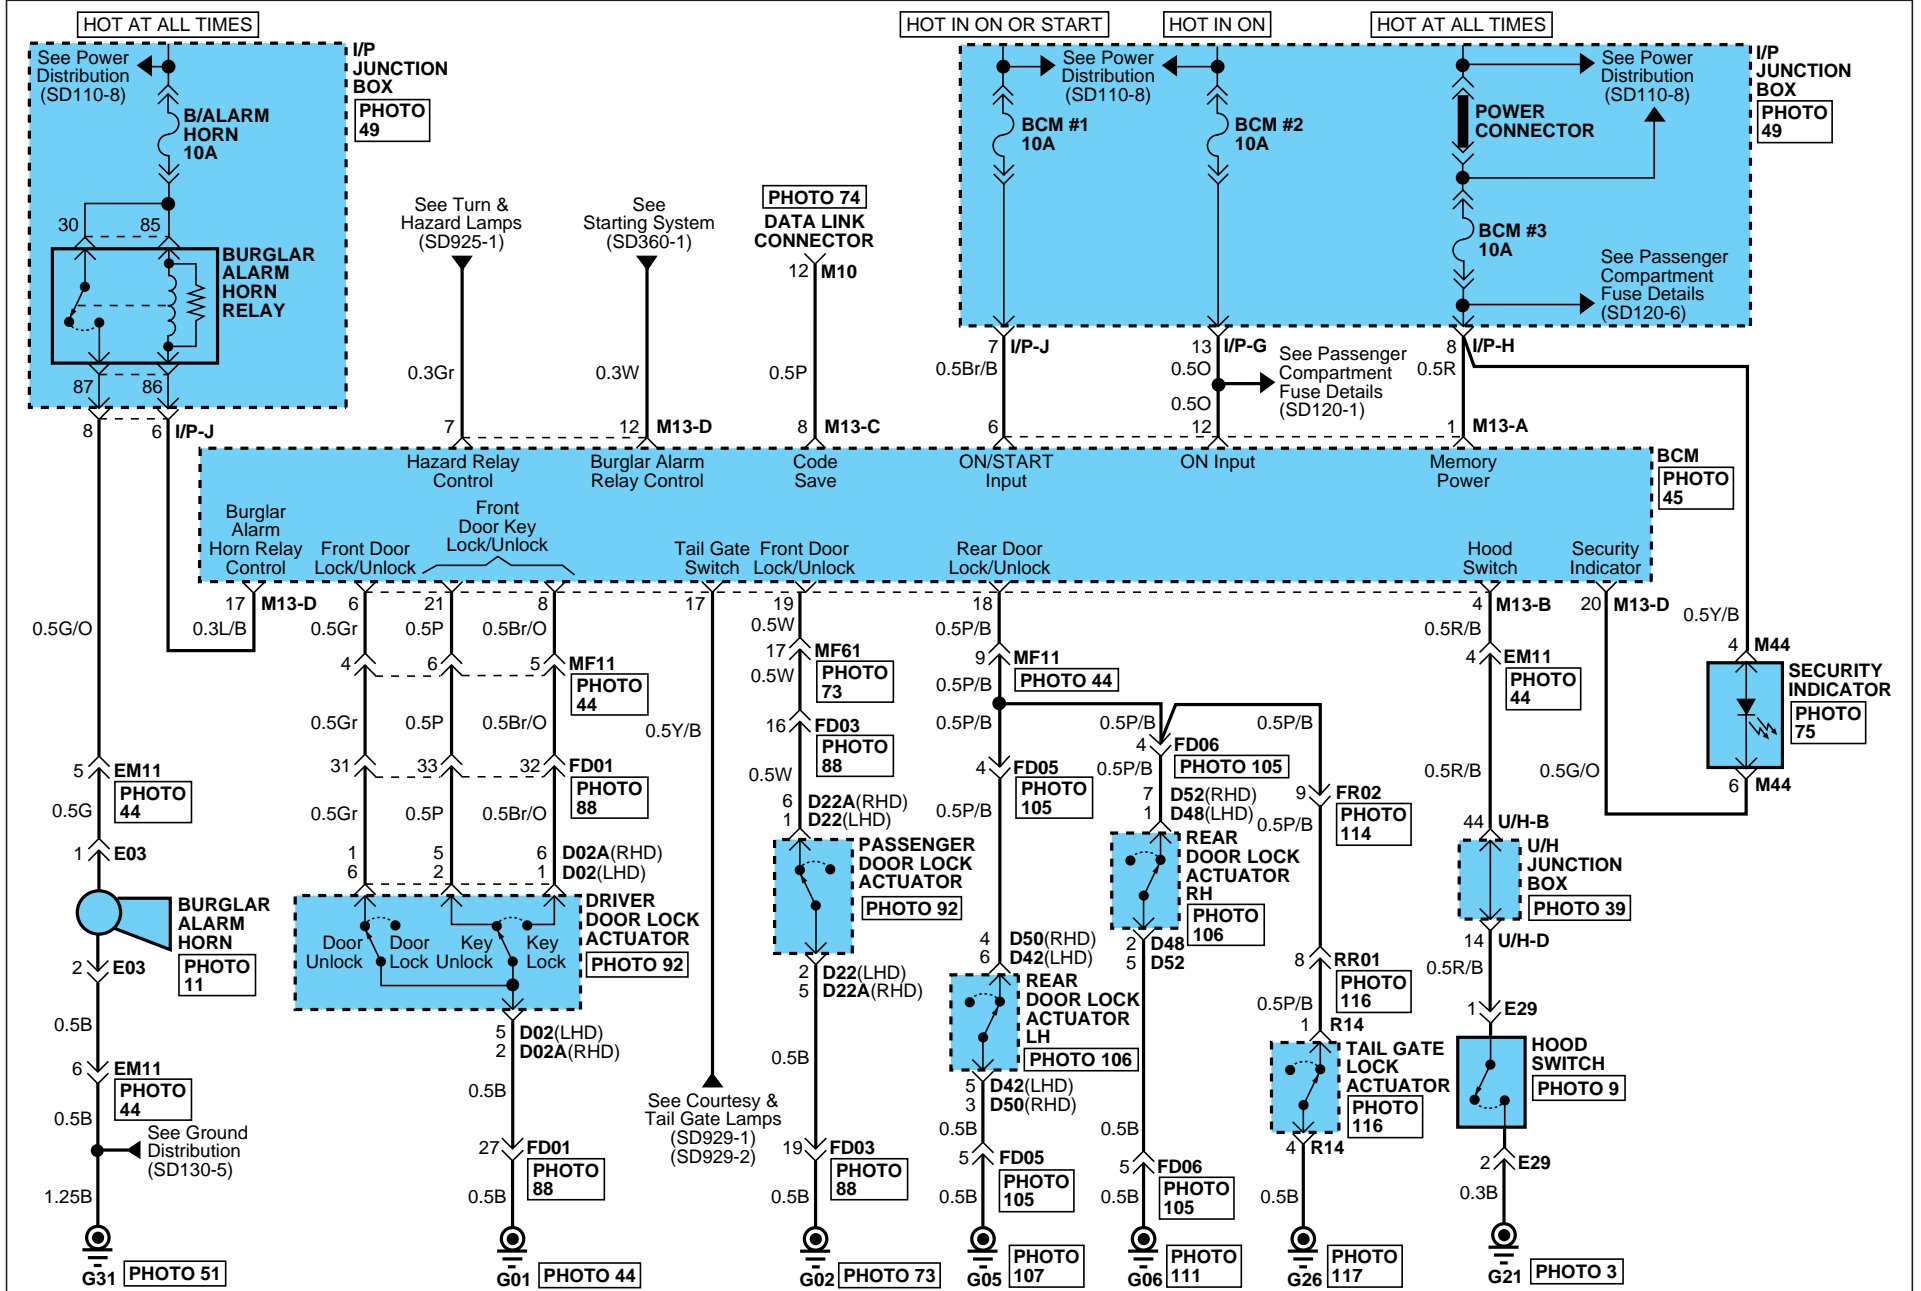 HOT AT ALL TIMES
HOT IN ON OR START
HOT IN ON
HOT AT ALL TIMES
See Power
Distribution
(SD110-8)
B/ALARM
HORN
10A
I/P
JUNCTION
BOX
PHOTO
49
30
85
BURGLAR
ALARM
HORN
RELAY
87
86
8
6
I/P-J
See Turn &
Hazard Lamps
(SD925-1)
0.3Gr
7
See
Starting System
(SD360-1)
0.3W
12
M13-D
PHOTO 74
DATA LINK
CONNECTOR
12
M10
0.5P
8
M13-C
See Power
Distribution
(SD110-8)
BCM #1
10A
BCM #2
10A
See Power
Distribution
(SD110-8)
POWER
CONNECTOR
BCM #3
10A
See Passenger
Compartment
Fuse Details
(SD120-6)
I/P
JUNCTION
BOX
PHOTO
49
7
I/P-J
0.5Br/B
6
13
I/P-G
0.5O
See Passenger
Compartment
Fuse Details
(SD120-1)
0.5O
12
8
I/P-H
0.5R
1
M13-A
Hazard Relay
Control
Burglar Alarm
Relay Control
Code
Save
ON/START
Input
ON Input
Memory
Power
BCM
PHOTO
45
Burglar
Alarm
Horn Relay
Control
Front Door
Lock/Unlock
Front
Door Key
Lock/Unlock
Tail Gate
Switch
Front Door
Lock/Unlock
Rear Door
Lock/Unlock
Hood
Switch
Security
Indicator
17
M13-D
6
21
8
17
19
18
4
M13-B
20
M13-D
0.5G/O
0.3L/B
0.5Gr
0.5P
0.5Br/O
4
6
5
MF11
PHOTO
44
0.5Gr
0.5P
0.5Br/O
31
33
32
FD01
PHOTO
88
0.5Gr
0.5P
0.5Br/O
1
5
6
D02A(RHD)
6
2
1
D02(LHD)
DRIVER
DOOR LOCK
ACTUATOR
PHOTO 92
Door
Unlock
Door
Lock
Key
Unlock
Key
Lock
5
D02(LHD)
2
D02A(RHD)
0.5B
27
FD01
PHOTO
88
0.5B
G01
PHOTO 44
5
EM11
PHOTO
44
0.5G
1
E03
BURGLAR
ALARM
HORN
PHOTO
11
2
E03
0.5B
6
EM11
PHOTO
44
0.5B
See Ground
Distribution
(SD130-5)
1.25B
G31
PHOTO 51
0.5Y/B
See Courtesy &
Tail Gate Lamps
(SD929-1)
(SD929-2)
0.5W
17
MF61
PHOTO
73
0.5W
16
FD03
PHOTO
88
0.5W
6
D22A(RHD)
1
D22(LHD)
PASSENGER
DOOR LOCK
ACTUATOR
PHOTO 92
2
D22(LHD)
5
D22A(RHD)
0.5B
19
FD03
PHOTO
88
0.5B
G02
PHOTO 73
0.5P/B
9
MF11
PHOTO 44
0.5P/B
0.5P/B
4
FD05
PHOTO
105
0.5P/B
4
D50(RHD)
6
D42(LHD)
REAR
DOOR LOCK
ACTUATOR
LH
PHOTO 106
5
D42(LHD)
3
D50(RHD)
0.5B
5
FD05
PHOTO
105
0.5B
G05
PHOTO
107
0.5P/B
4
FD06
PHOTO 105
0.5P/B
7
D52(RHD)
1
D48(LHD)
REAR
DOOR LOCK
ACTUATOR
RH
PHOTO
106
2
D48
5
D52
0.5B
5
FD06
PHOTO
105
0.5B
G06
PHOTO
111
0.5P/B
9
FR02
PHOTO
114
0.5P/B
8
RR01
PHOTO
116
0.5P/B
1
R14
TAIL GATE
LOCK
ACTUATOR
PHOTO
116
4
R14
0.5B
G26
PHOTO
117
0.5R/B
4
EM11
PHOTO
44
0.5R/B
44
U/H-B
U/H
JUNCTION
BOX
PHOTO 39
14
U/H-D
0.5R/B
1
E29
HOOD
SWITCH
PHOTO 9
2
E29
0.3B
G21
PHOTO 3
0.5Y/B
4
M44
SECURITY
INDICATOR
PHOTO
75
0.5G/O
6
M44